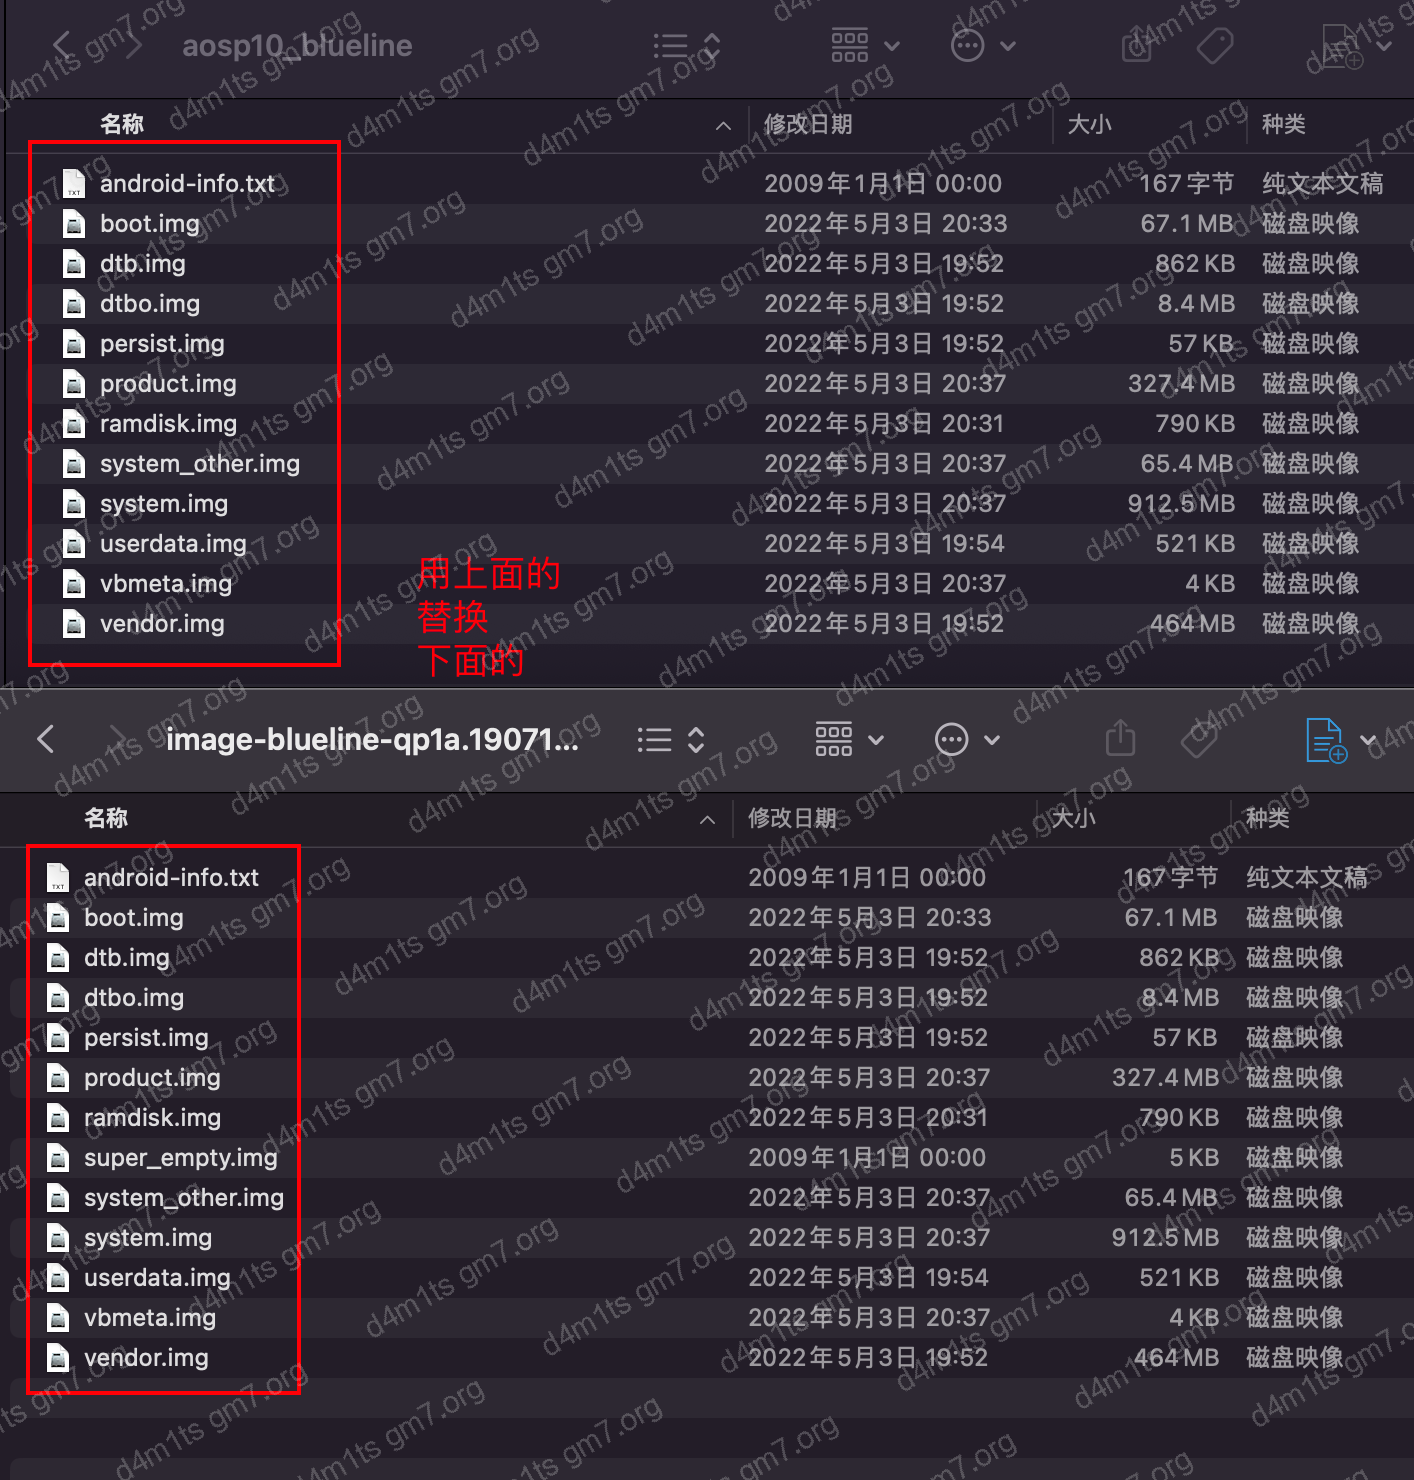 aosp10_blueline
名称 修改日期 大小 种类
android-info.txt 2009年1月1日 00:00 167字节 纯文本文稿
boot.img 2022年5月3日 20:33 67.1 MB 磁盘映像
dtb.img 2022年5月3日 19:52 862 KB 磁盘映像
dtbo.img 2022年5月3日 19:52 8.4 MB 磁盘映像
persist.img 2022年5月3日 19:52 57 KB 磁盘映像
product.img 2022年5月3日 20:37 327.4 MB 磁盘映像
ramdisk.img 2022年5月3日 20:31 790 KB 磁盘映像
system_other.img 2022年5月3日 20:37 65.4 MB 磁盘映像
system.img 2022年5月3日 20:37 912.5 MB 磁盘映像
userdata.img 2022年5月3日 19:54 521 KB 磁盘映像
vbmeta.img 2022年5月3日 20:37 4 KB 磁盘映像
vendor.img 2022年5月3日 19:52 464 MB 磁盘映像
用上面的
替换
下面的
image-blueline-qp1a.19071...
名称 修改日期 大小 种类
android-info.txt 2009年1月1日 00:00 167字节 纯文本文稿
boot.img 2022年5月3日 20:33 67.1 MB 磁盘映像
dtb.img 2022年5月3日 19:52 862 KB 磁盘映像
dtbo.img 2022年5月3日 19:52 8.4 MB 磁盘映像
persist.img 2022年5月3日 19:52 57 KB 磁盘映像
product.img 2022年5月3日 20:37 327.4 MB 磁盘映像
ramdisk.img 2022年5月3日 20:31 790 KB 磁盘映像
super_empty.img 2009年1月1日 00:00 5 KB 磁盘映像
system_other.img 2022年5月3日 20:37 65.4 MB 磁盘映像
system.img 2022年5月3日 20:37 912.5 MB 磁盘映像
userdata.img 2022年5月3日 19:54 521 KB 磁盘映像
vbmeta.img 2022年5月3日 20:37 4 KB 磁盘映像
vendor.img 2022年5月3日 19:52 464 MB 磁盘映像
d4m1ts gm7.org